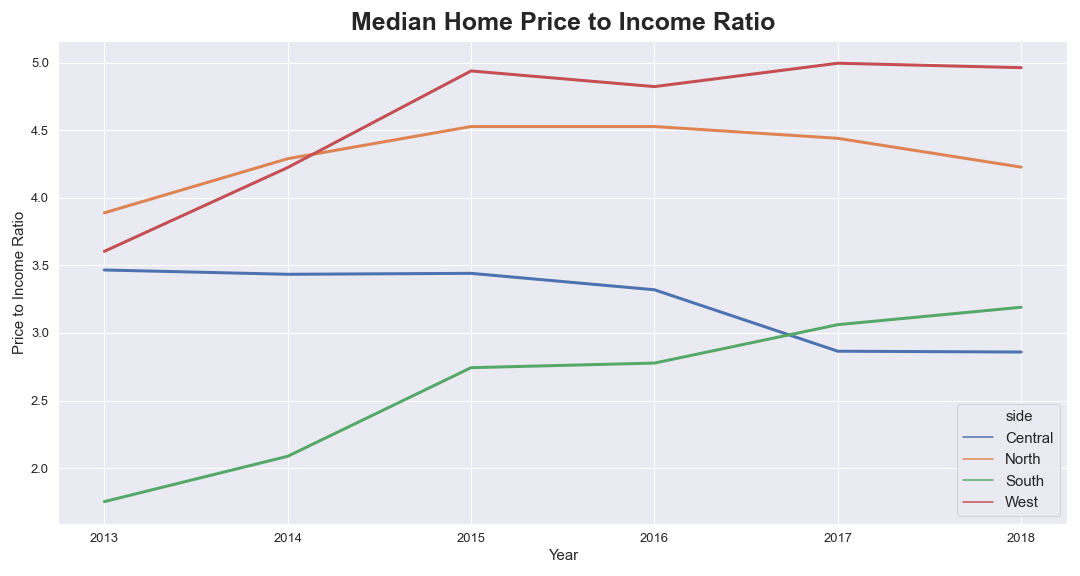 Median Home Price to Income Ratio
Price to Income Ratio
5.0
4.5
4.0
3.5
3.0
2.5
2.0
side
Central
North
South
West
2013 2014 2015 2016 2017 2018
Year